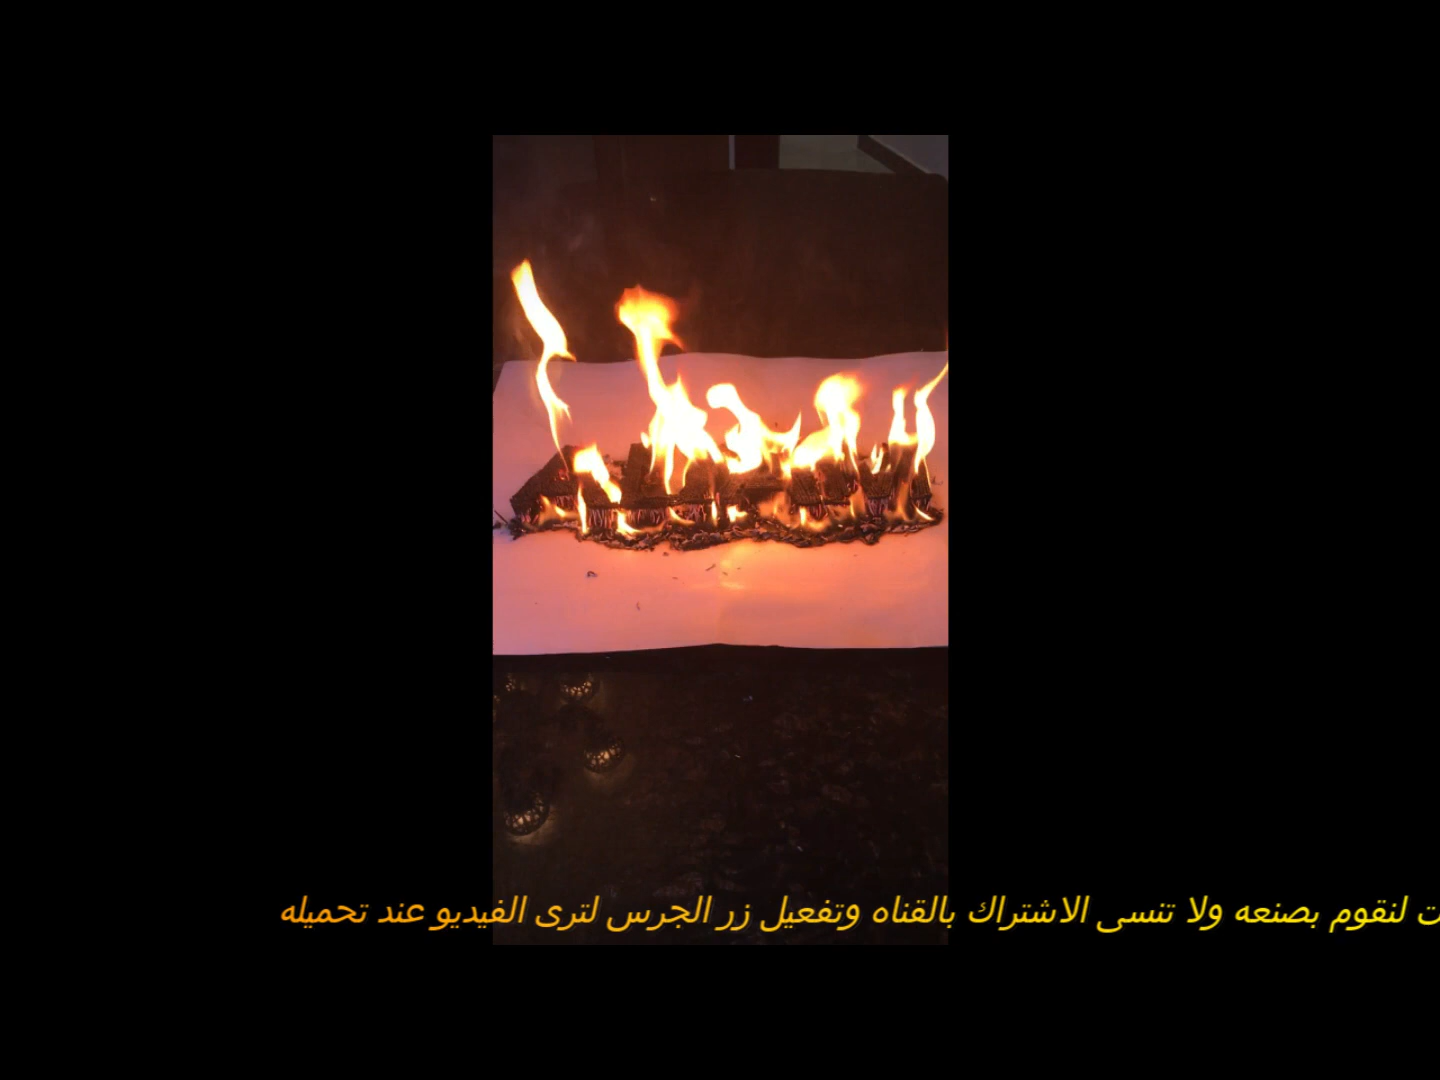 لنقوم بصنعه ولا تنسى الاشتراك بالقناه وتفعيل زر الجرس لترى الفيديو عند تحميله